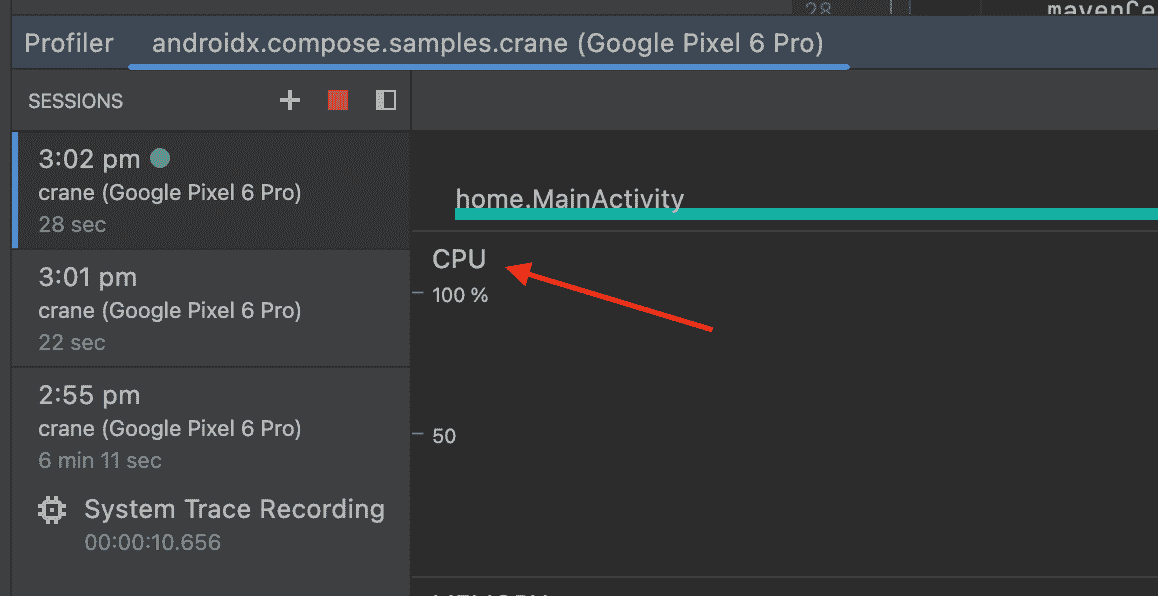 28
mavenCe
Profiler
androidx.compose.samples.crane (Google Pixel 6 Pro)
SESSIONS
3:02 pm
crane (Google Pixel 6 Pro)
28 sec
3:01 pm
crane (Google Pixel 6 Pro)
22 sec
2:55 pm
crane (Google Pixel 6 Pro)
6 min 11 sec
System Trace Recording
00:00:10.656
home.MainActivity
CPU
100 %
50
MEMORY